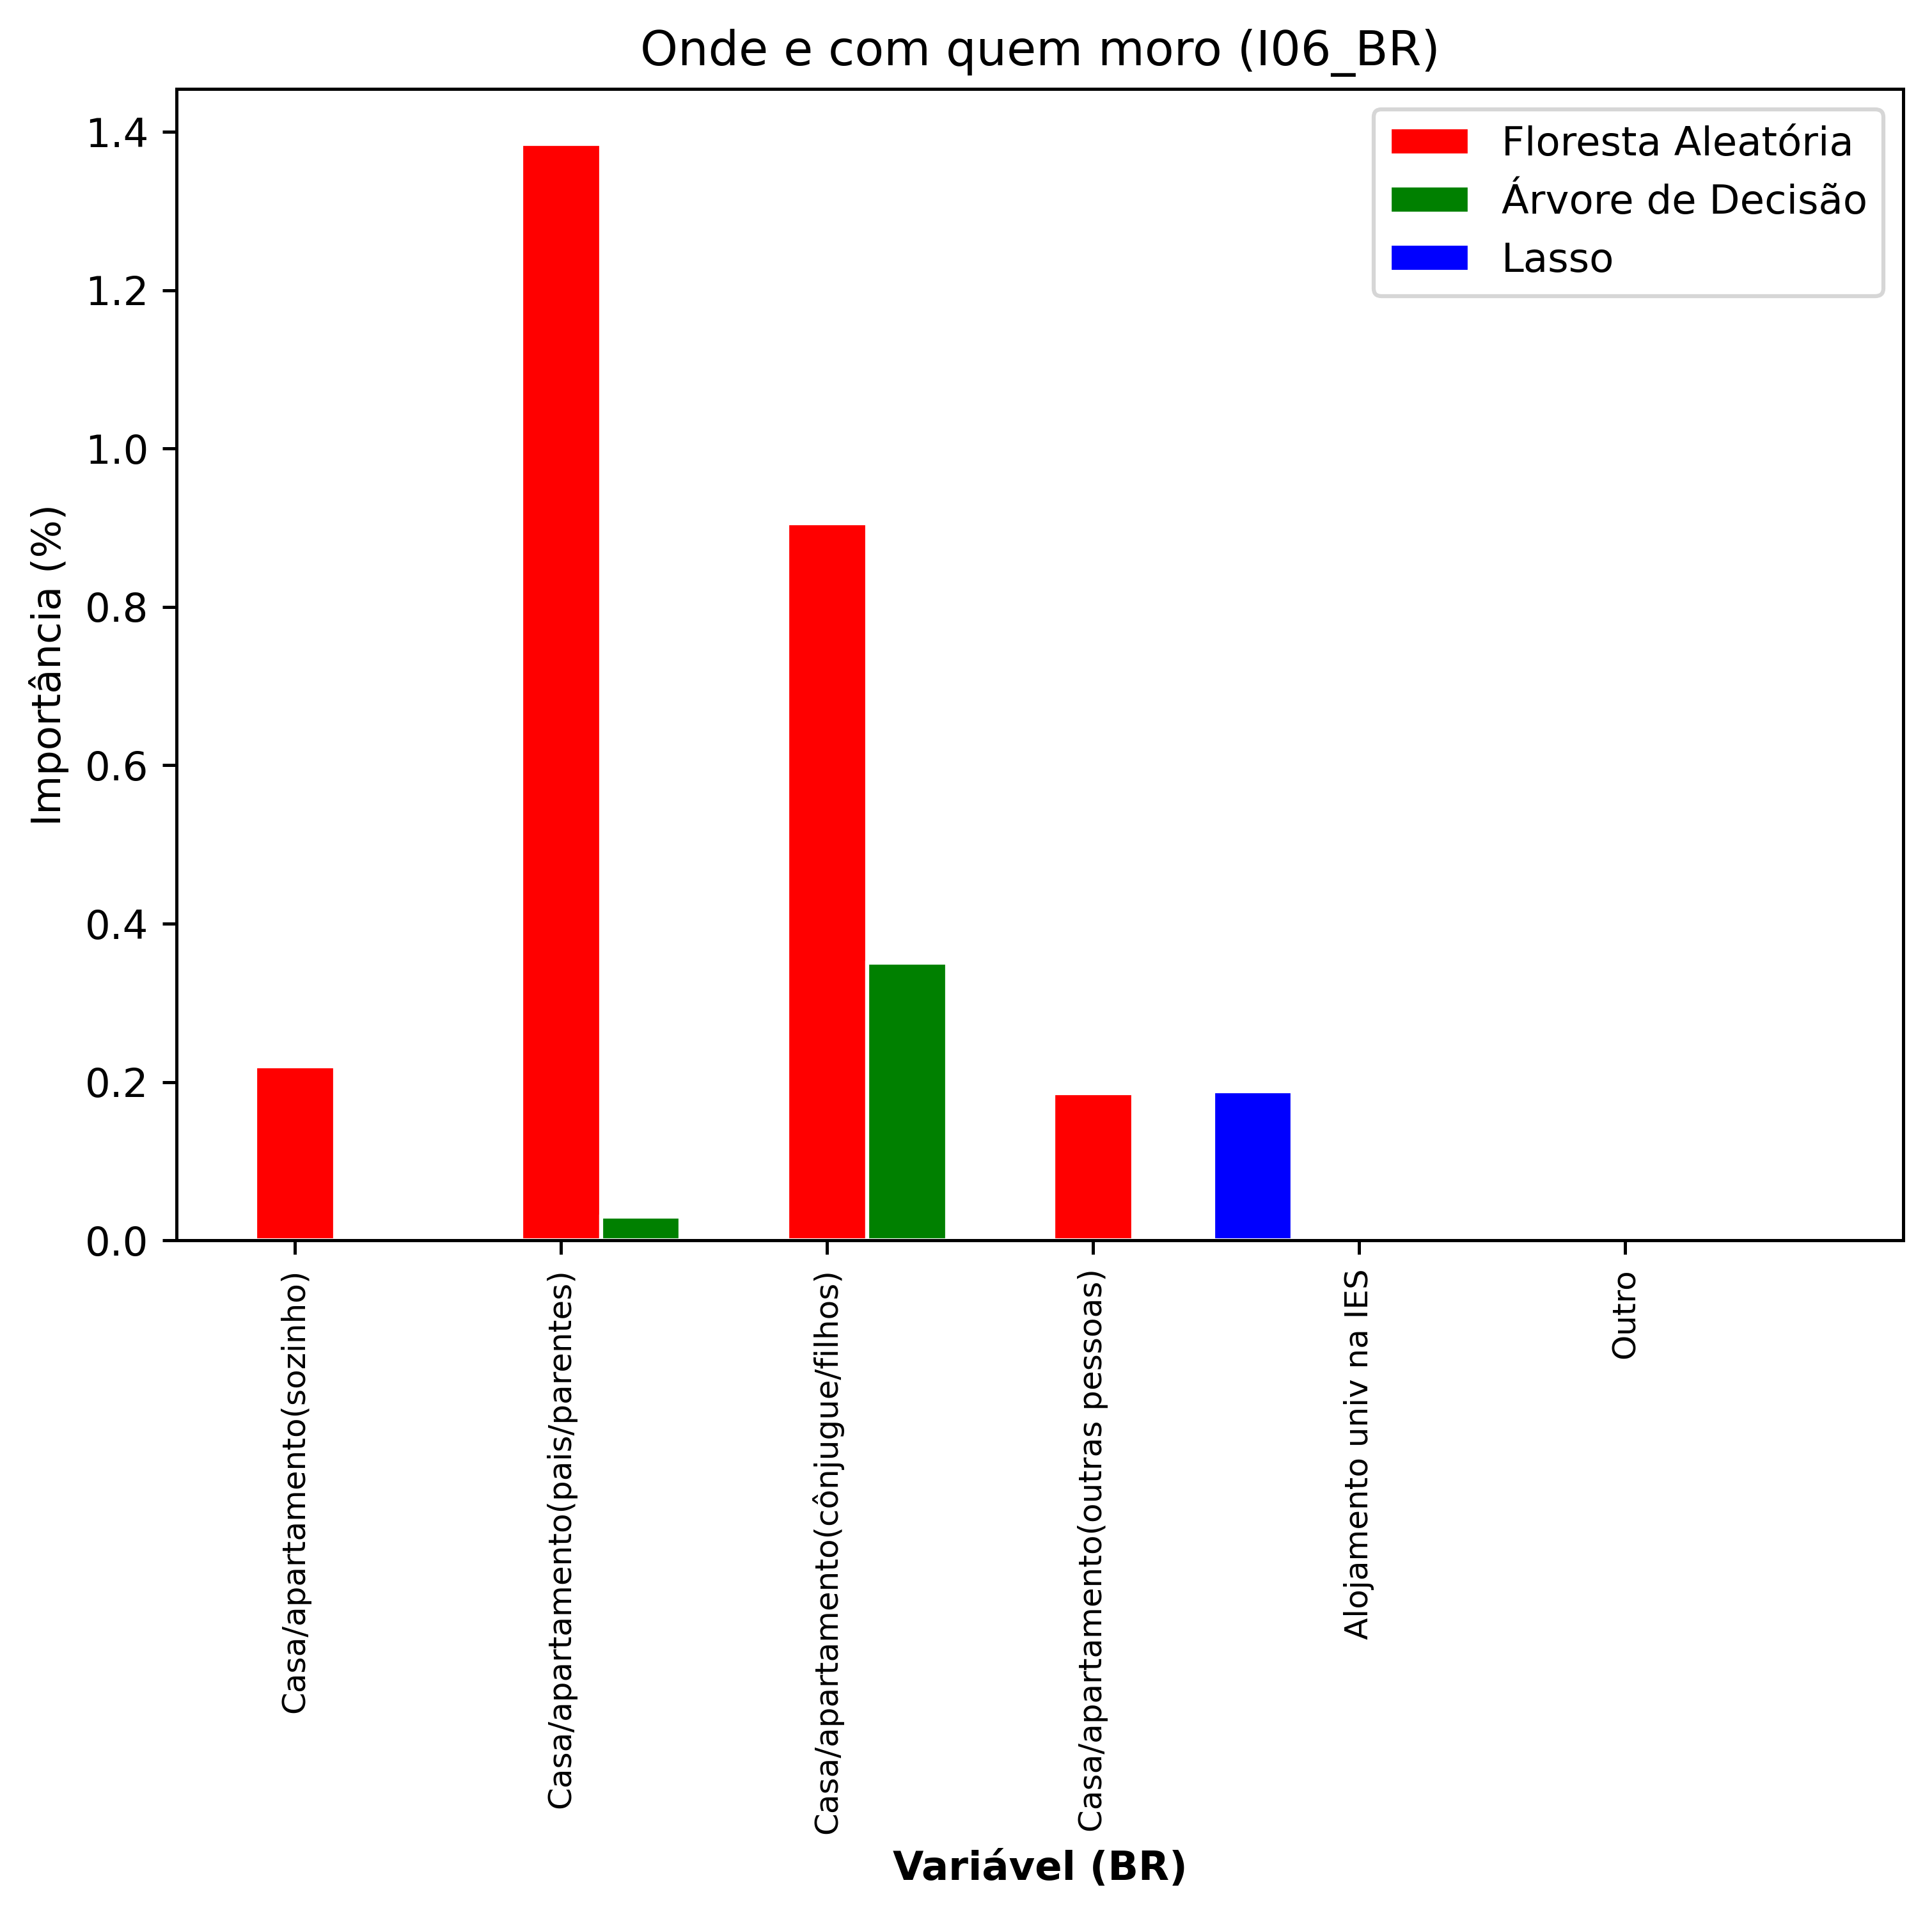 Onde e com quem moro (I06_BR)
Floresta Aleatória
Árvore de Decisão
Lasso
Importância (%)
1.4
1.2
1.0
0.8
0.6
0.4
0.2
0.0
Casa/apartamento(sozinho)
Casa/apartamento(pais/parentes)
Casa/apartamento(cônjugue/filhos)
Casa/apartamento(outras pessoas)
Alojamento univ na IES
Outro
Variável (BR)